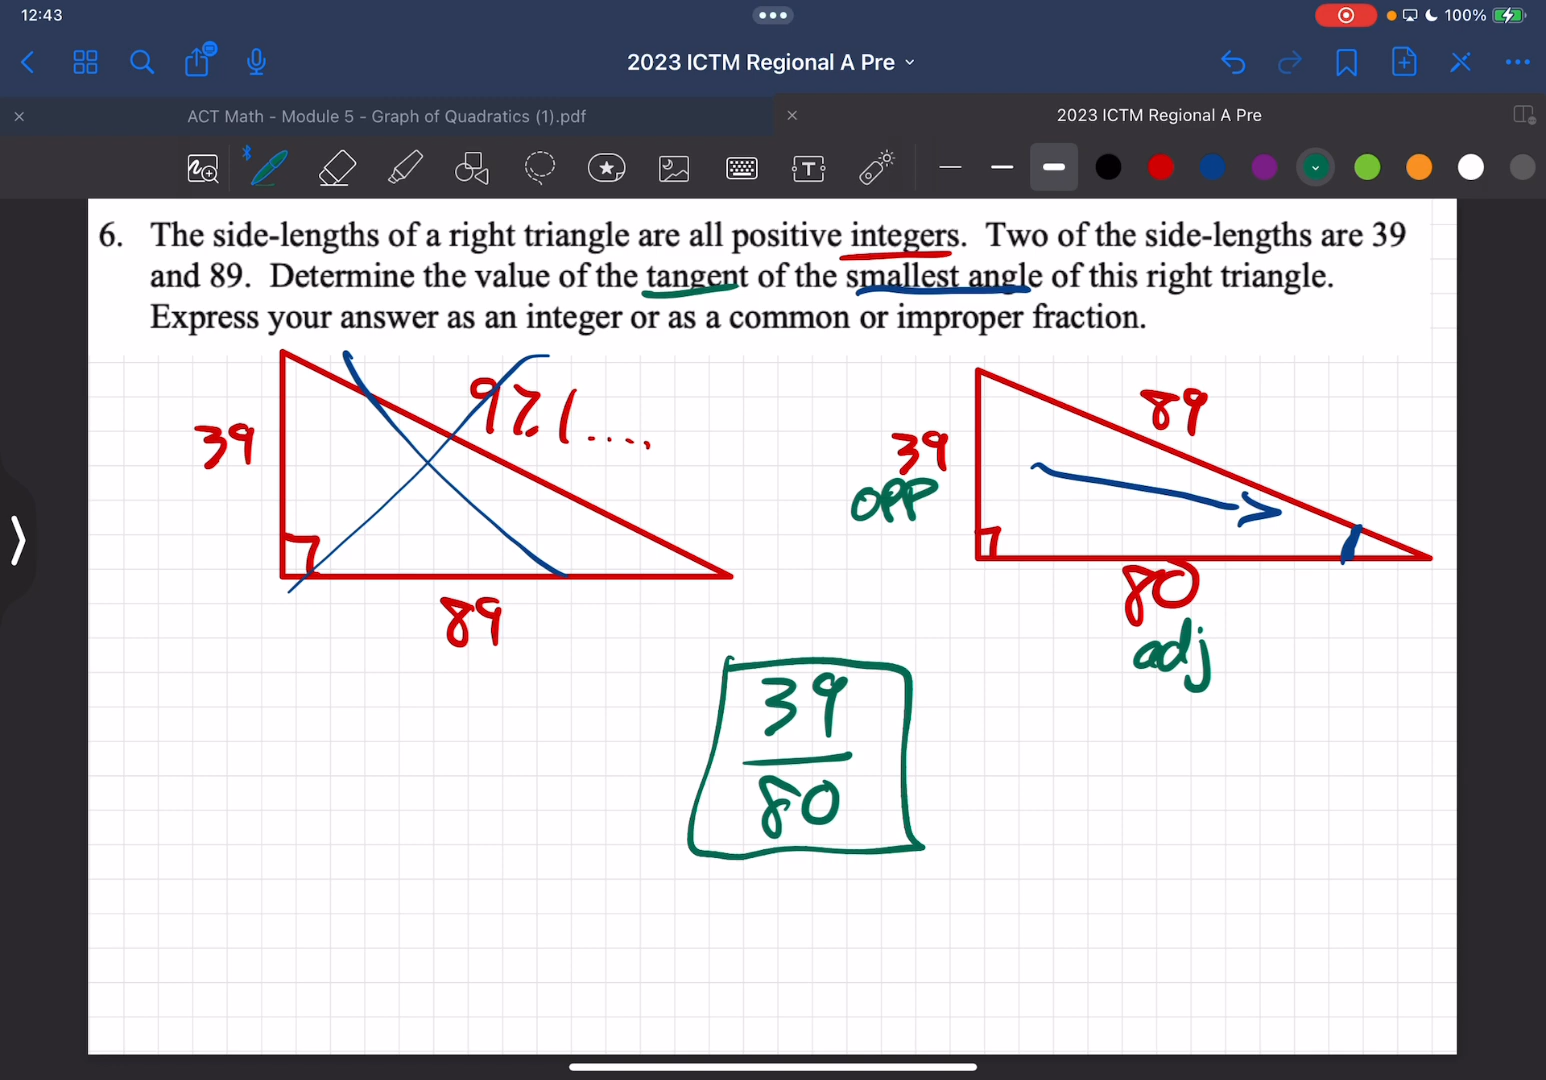 12:43
100%
2023 ICTM Regional A Pre
ACT Math - Module 5 - Graph of Quadratics (1).pdf
2023 ICTM Regional A Pre
6. The side-lengths of a right triangle are all positive integers. Two of the side-lengths are 39
and 89. Determine the value of the tangent of the smallest angle of this right triangle.
Express your answer as an integer or as a common or improper fraction.
39
97.1....
89
89
39
opp
80
adj
39
80